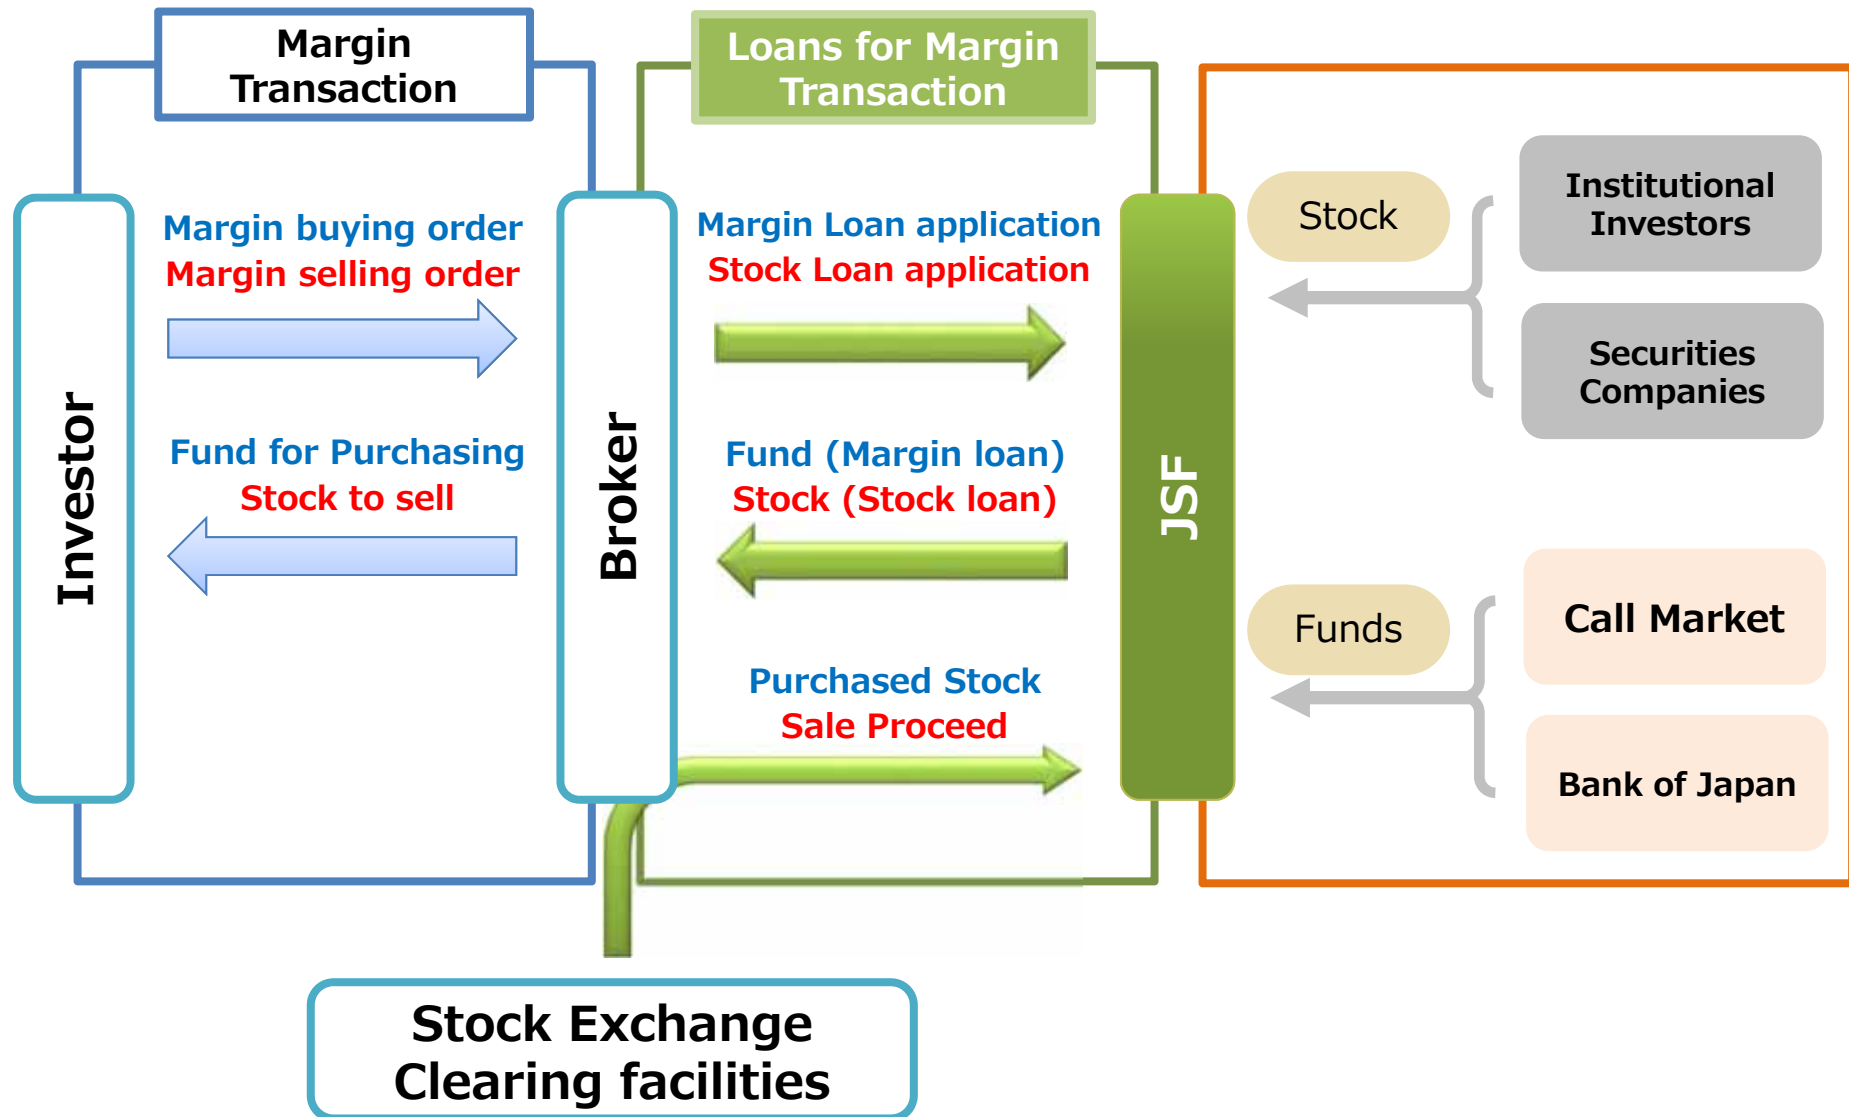 Margin
Transaction
Loans for Margin
Transaction
Investor
Margin buying order
Margin selling order
Fund for Purchasing
Stock to sell
Broker
Margin Loan application
Stock Loan application
Fund (Margin loan)
Stock (Stock loan)
Purchased Stock
Sale Proceed
JSF
Stock
Institutional
Investors
Securities
Companies
Funds
Call Market
Bank of Japan
Stock Exchange
Clearing facilities